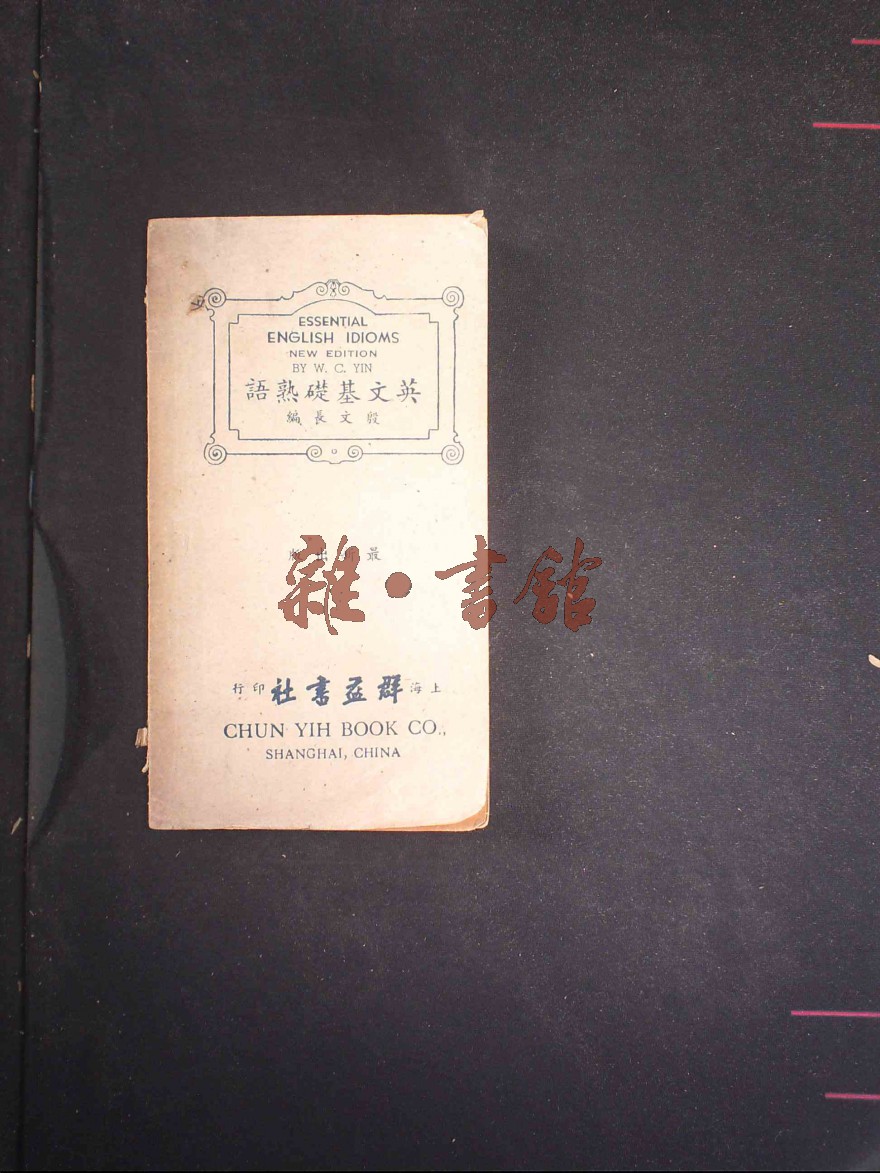 ESSENTIAL
ENGLISH IDIOMS
NEW EDITION
BY W. C. YIN
語熟礎基文英
編長文殷
最
雜·書館
行印社書益群海上
CHUN YIH BOOK CO.,
SHANGHAI, CHINA